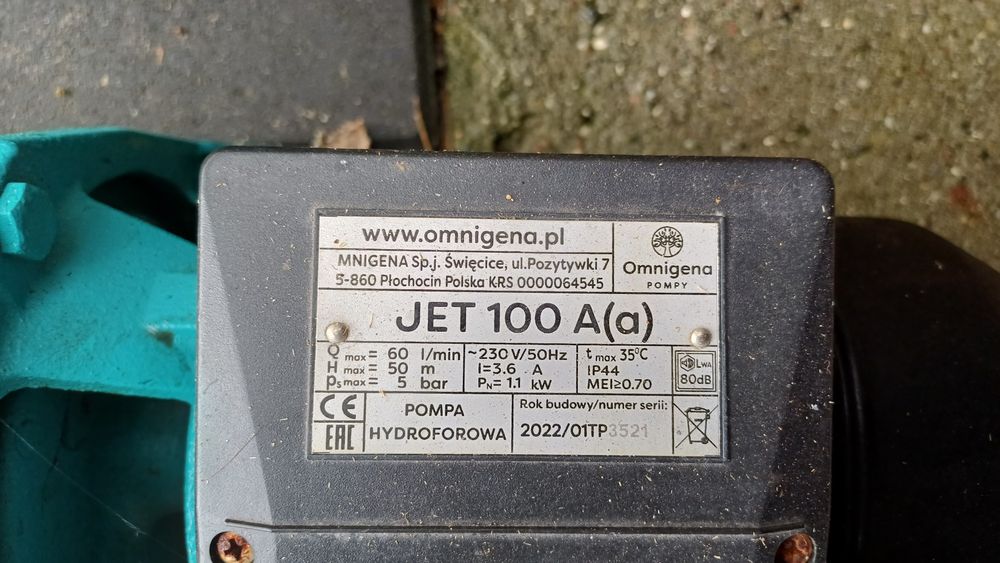 www.omnigena.pl
MNIGENA Sp.j. Święcice, ul.Pozytywki 7
5-860 Płochocin Polska KRS 0000064545
Omnigena
POMPY
JET 100 A(a)
Q max= 60 l/min
H max= 50 m
ps max= 5 bar
~230V/50Hz
I=3.6 A
PN= 1.1 kW
t max 35°C
IP44
MEI≥0.70
LWA
80dB
CE
EAC
POMPA
HYDROFOROWA
Rok budowy/numer serii:
2022/01TP3521